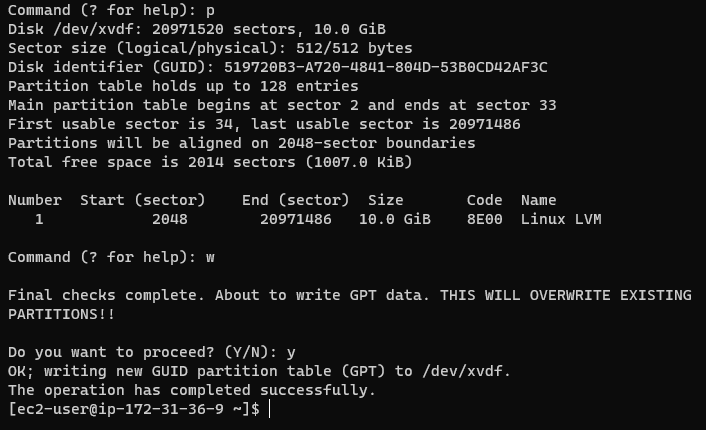 Command (? for help): p
Disk /dev/xvdf: 20971520 sectors, 10.0 GiB
Sector size (logical/physical): 512/512 bytes
Disk identifier (GUID): 519720B3-A720-4841-804D-53B0CD42AF3C
Partition table holds up to 128 entries
Main partition table begins at sector 2 and ends at sector 33
First usable sector is 34, last usable sector is 20971486
Partitions will be aligned on 2048-sector boundaries
Total free space is 2014 sectors (1007.0 KiB)
Number  Start (sector)    End (sector)  Size       Code  Name
   1            2048        20971486   10.0 GiB    8E00  Linux LVM
Command (? for help): w
Final checks complete. About to write GPT data. THIS WILL OVERWRITE EXISTING
PARTITIONS!!
Do you want to proceed? (Y/N): y
OK; writing new GUID partition table (GPT) to /dev/xvdf.
The operation has completed successfully.
[ec2-user@ip-172-31-36-9 ~]$